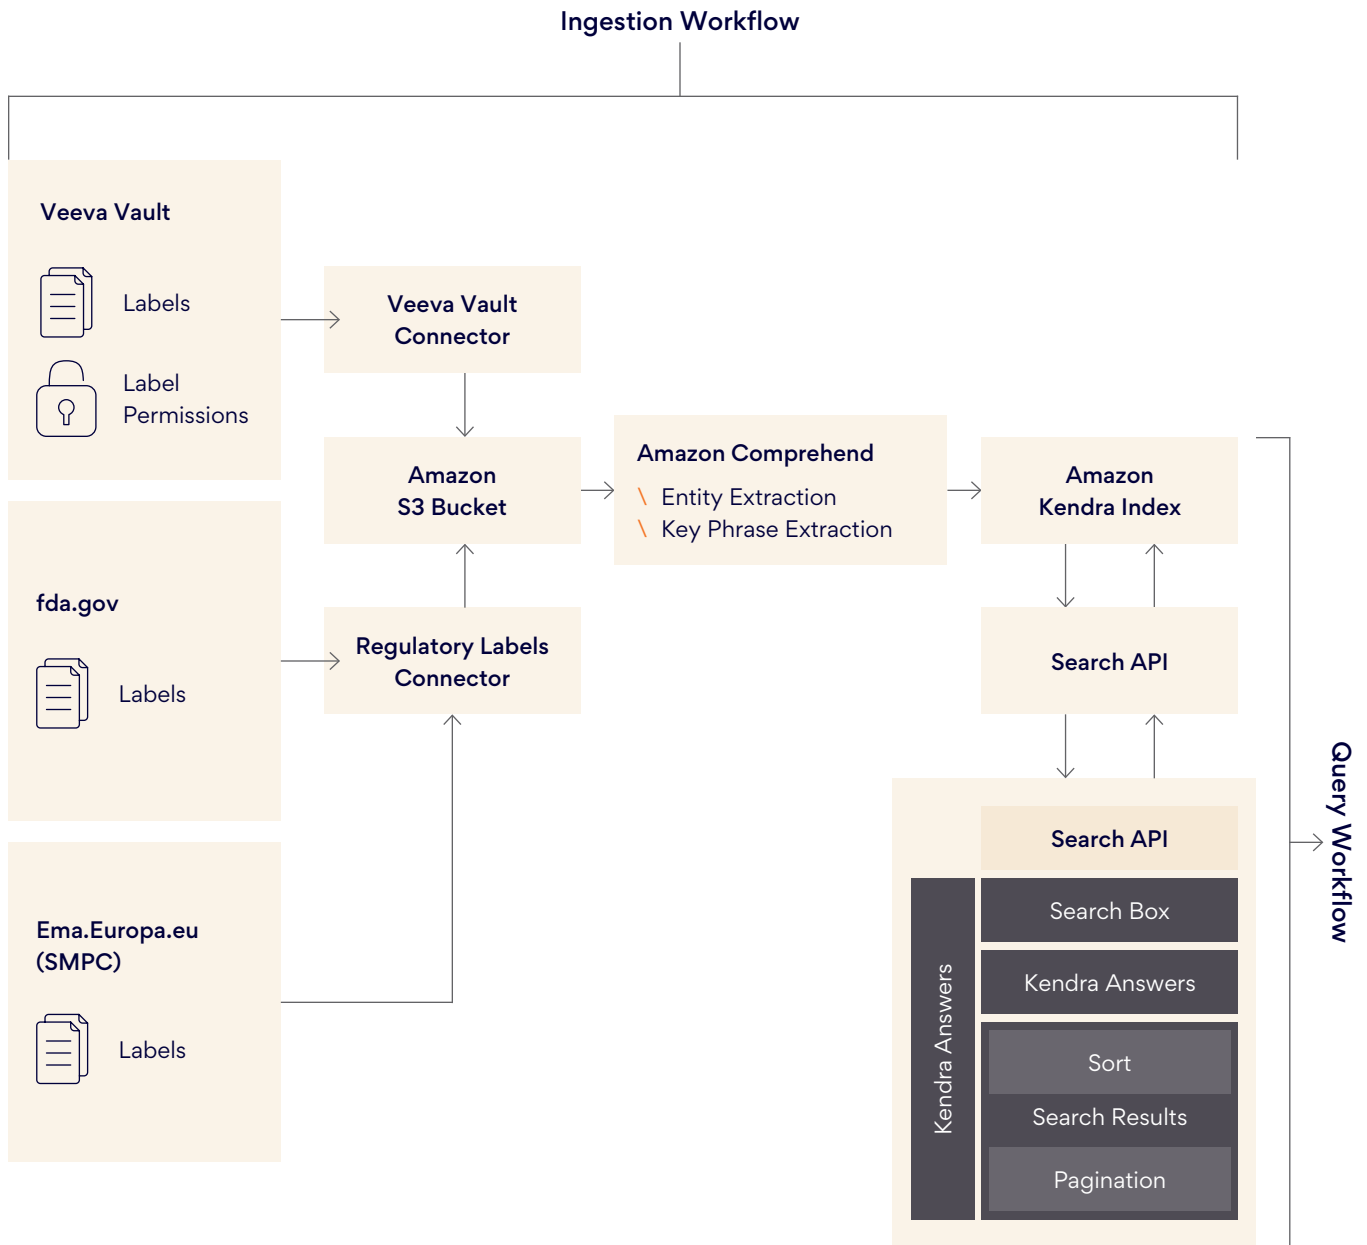 Ingestion Workflow
Veeva Vault
Labels
Label
Permissions
Veeva Vault
Connector
Amazon
S3 Bucket
Amazon Comprehend
\ Entity Extraction
\ Key Phrase Extraction
Amazon
Kendra Index
fda.gov
Labels
Regulatory Labels
Connector
Search API
Ema.Europa.eu
(SMPC)
Labels
Search API
Kendra Answers
Search Box
Kendra Answers
Sort
Search Results
Pagination
Query Workflow